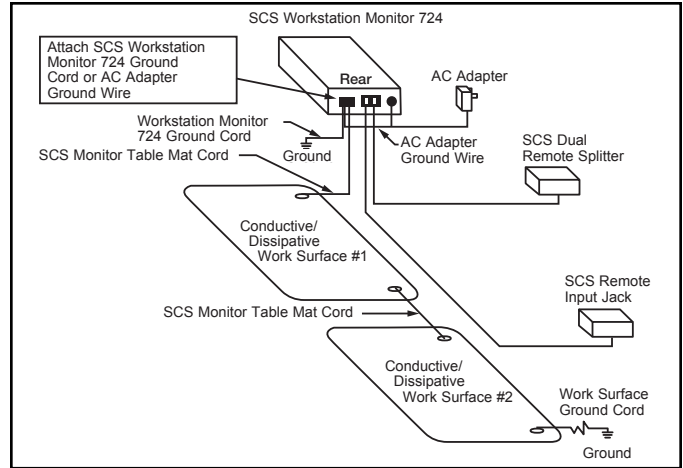 SCS Workstation Monitor 724
Attach SCS Workstation
Monitor 724 Ground
Cord or AC Adapter
Ground Wire
Rear
AC Adapter
Workstation Monitor
724 Ground Cord
Ground
AC Adapter
Ground Wire
SCS Dual
Remote Splitter
SCS Monitor Table Mat Cord
Conductive/
Dissipative
Work Surface #1
SCS Remote
Input Jack
SCS Monitor Table Mat Cord
Conductive/
Dissipative
Work Surface #2
Work Surface
Ground Cord
Ground